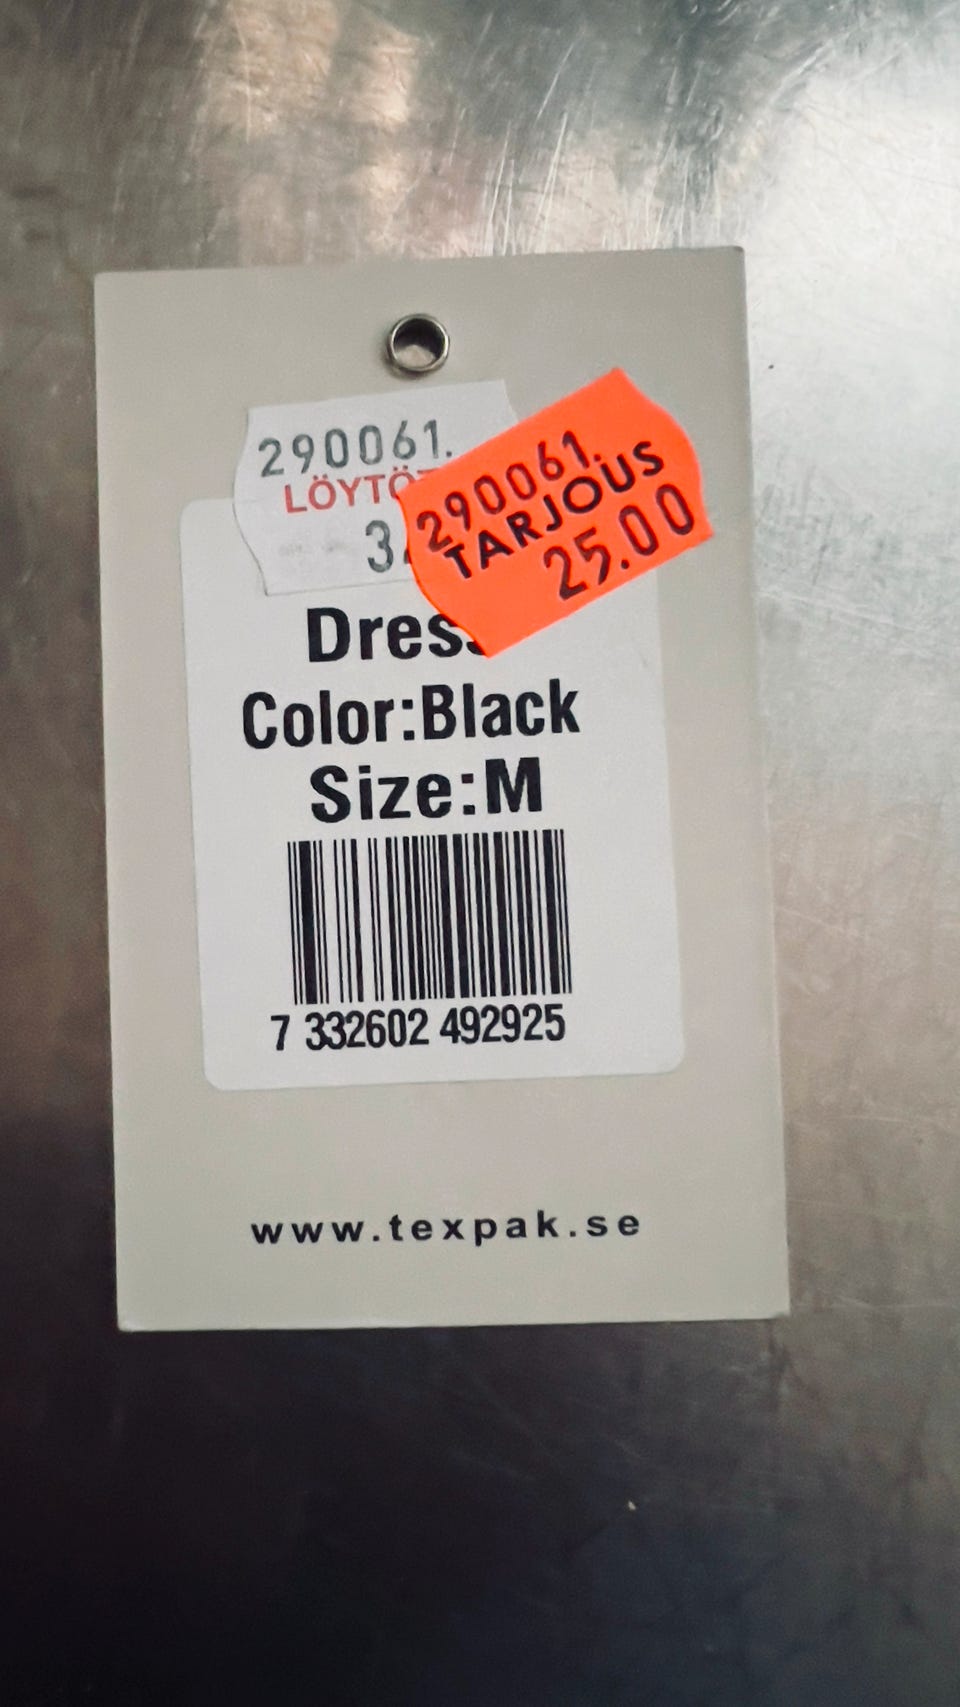 290061.
290061.
TARJOUS
25.00
Color:Black
Size:M
7 332602 492925
www.texpak.se